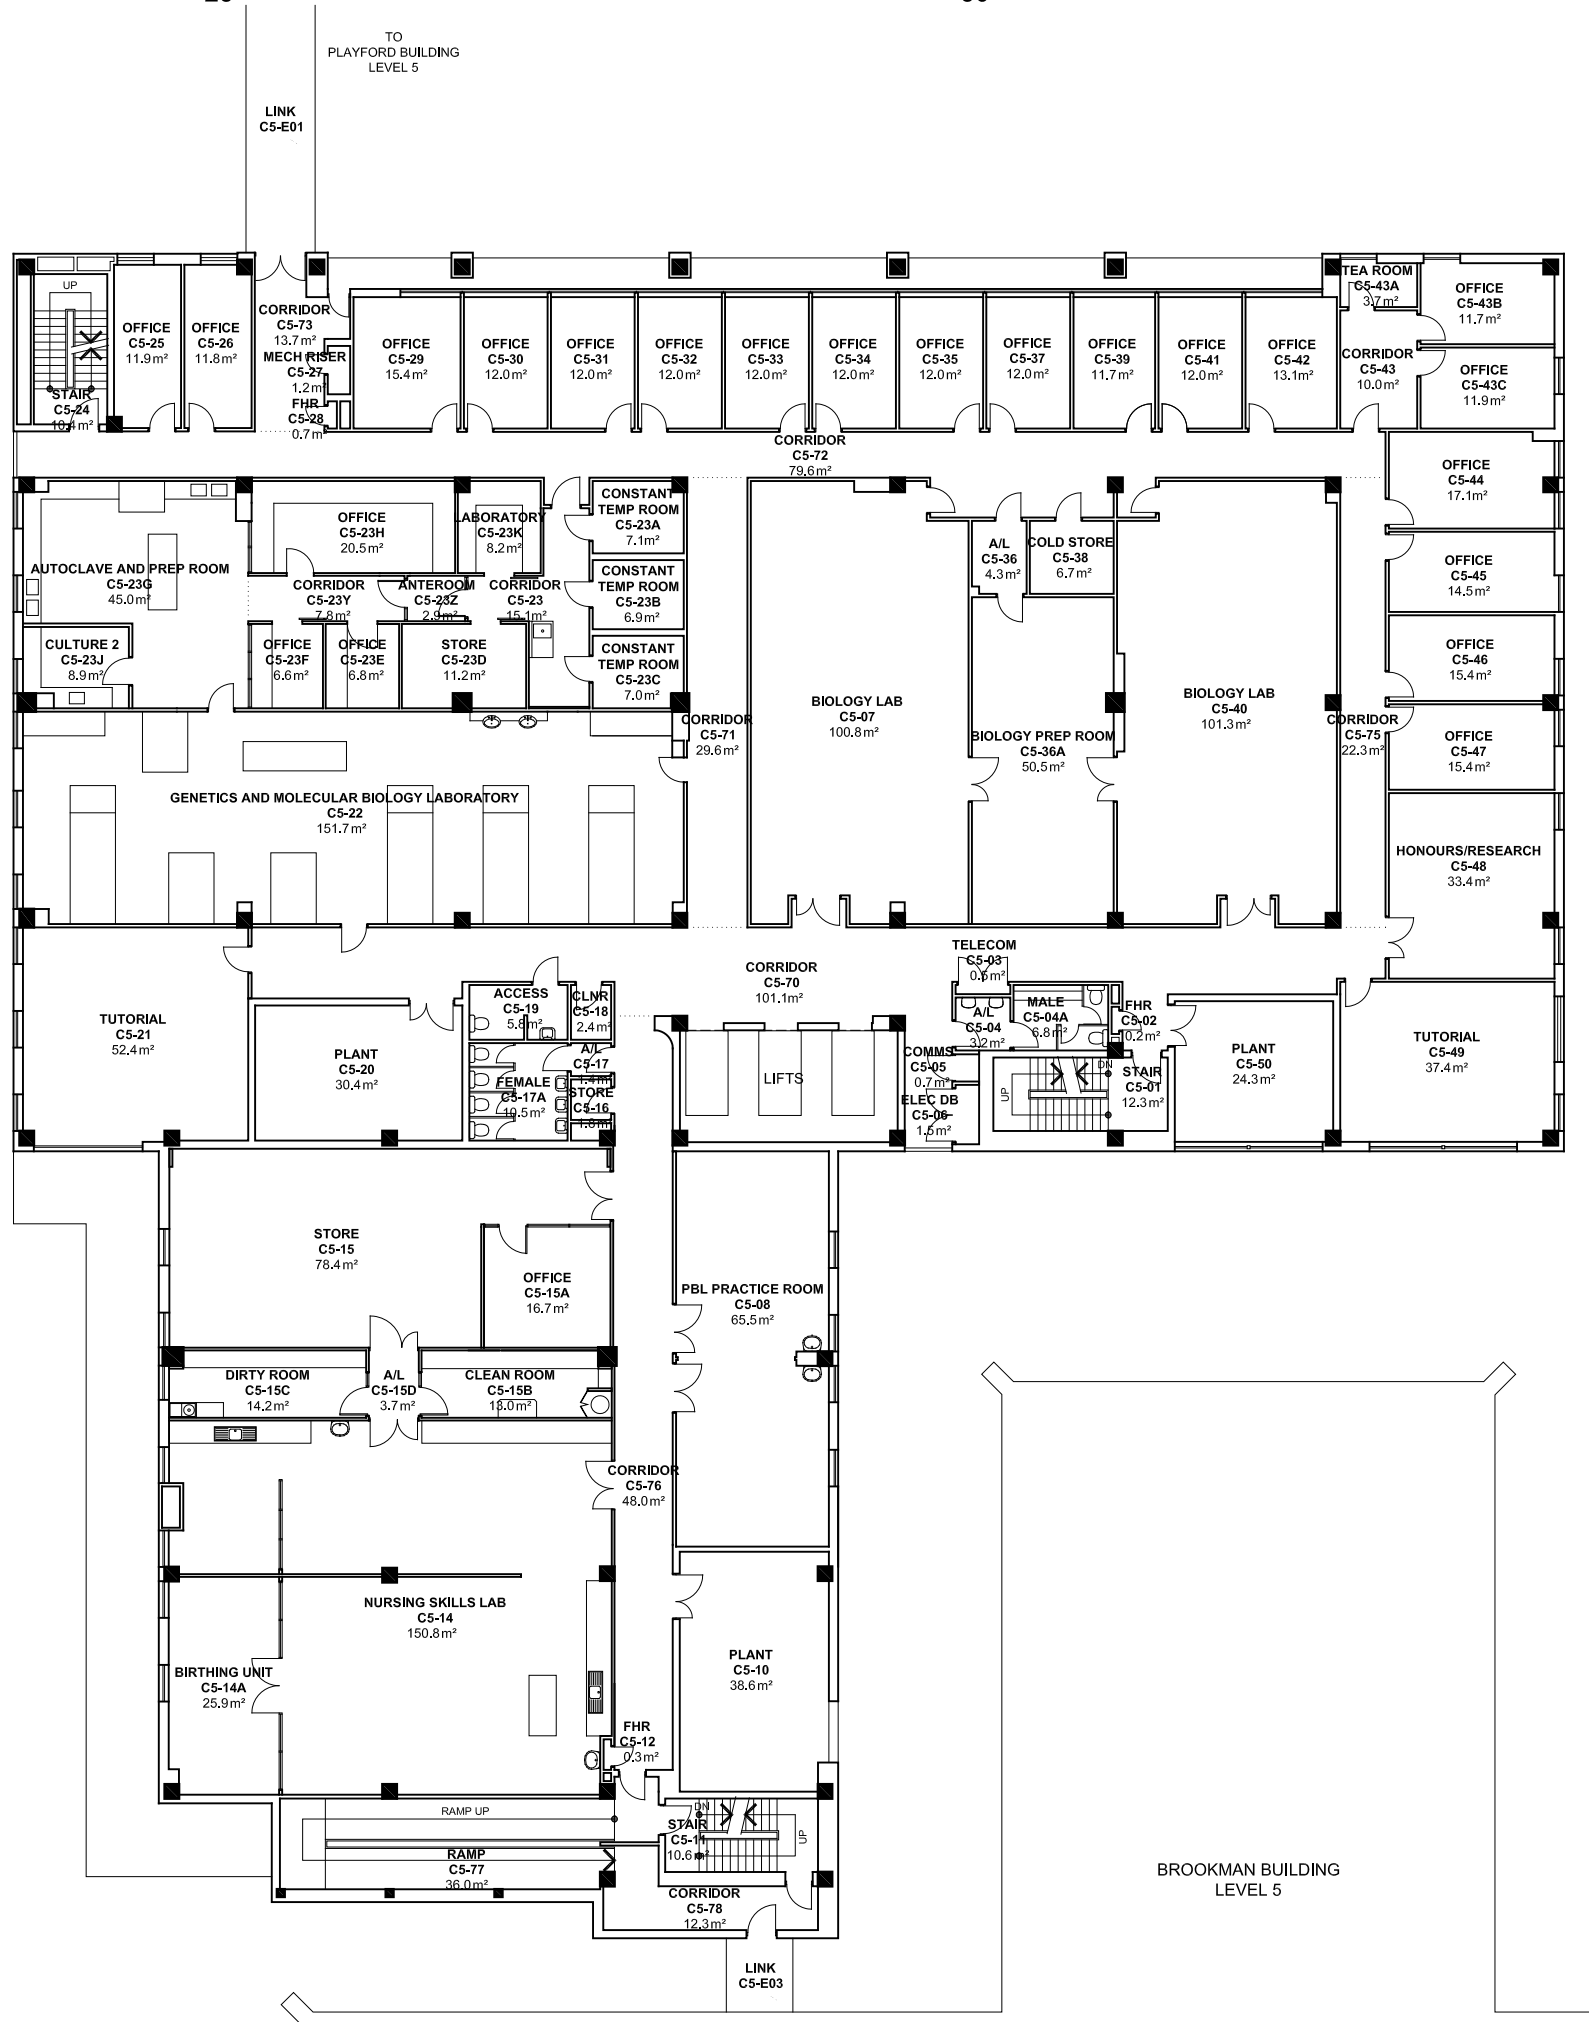 TO
PLAYFORD BUILDING
LEVEL 5
LINK
C5-E01
UP
STAIR
C5-24
10.4m²
OFFICE
C5-25
11.9m²
OFFICE
C5-26
11.8m²
CORRIDOR
C5-73
13.7m²
MECH RISER
C5-27
1.2m²
FHR
C5-28
0.7m²
OFFICE
C5-29
15.4m²
OFFICE
C5-30
12.0m²
OFFICE
C5-31
12.0m²
OFFICE
C5-32
12.0m²
OFFICE
C5-33
12.0m²
OFFICE
C5-34
12.0m²
OFFICE
C5-35
12.0m²
OFFICE
C5-37
12.0m²
OFFICE
C5-39
11.7m²
OFFICE
C5-41
12.0m²
OFFICE
C5-42
13.1m²
TEA ROOM
C5-43A
3.7m²
OFFICE
C5-43B
11.7m²
CORRIDOR
C5-43
10.0m²
OFFICE
C5-43C
11.9m²
CORRIDOR
C5-72
79.6m²
OFFICE
C5-44
17.1m²
AUTOCLAVE AND PREP ROOM
C5-23G
45.0m²
OFFICE
C5-23H
20.5m²
LABORATORY
C5-23K
8.2m²
CONSTANT
TEMP ROOM
C5-23A
7.1m²
A/L
C5-36
4.3m²
COLD STORE
C5-38
6.7m²
OFFICE
C5-45
14.5m²
CORRIDOR
C5-23Y
7.8m²
ANTEROOM
C5-23Z
2.9m²
CORRIDOR
C5-23
15.1m²
CONSTANT
TEMP ROOM
C5-23B
6.9m²
CULTURE 2
C5-23J
8.9m²
OFFICE
C5-23F
6.6m²
OFFICE
C5-23E
6.8m²
STORE
C5-23D
11.2m²
CONSTANT
TEMP ROOM
C5-23C
7.0m²
OFFICE
C5-46
15.4m²
CORRIDOR
C5-71
29.6m²
BIOLOGY LAB
C5-07
100.8m²
BIOLOGY PREP ROOM
C5-36A
50.5m²
BIOLOGY LAB
C5-40
101.3m²
CORRIDOR
C5-75
22.3m²
OFFICE
C5-47
15.4m²
GENETICS AND MOLECULAR BIOLOGY LABORATORY
C5-22
151.7m²
HONOURS/RESEARCH
C5-48
33.4m²
TUTORIAL
C5-21
52.4m²
PLANT
C5-20
30.4m²
ACCESS
C5-19
5.8m²
CLNR
C5-18
2.4m²
A/L
C5-17
1.4m²
FEMALE
C5-17A
10.5m²
STORE
C5-16
1.8m²
CORRIDOR
C5-70
101.1m²
LIFTS
TELECOM
C5-03
0.5m²
A/L
C5-04
3.2m²
MALE
C5-04A
6.8m²
FHR
C5-02
0.2m²
COMMS
C5-05
0.7m²
ELEC DB
C5-06
1.5m²
UP
DN
STAIR
C5-01
12.3m²
PLANT
C5-50
24.3m²
TUTORIAL
C5-49
37.4m²
STORE
C5-15
78.4m²
OFFICE
C5-15A
16.7m²
PBL PRACTICE ROOM
C5-08
65.5m²
DIRTY ROOM
C5-15C
14.2m²
A/L
C5-15D
3.7m²
CLEAN ROOM
C5-15B
13.0m²
CORRIDOR
C5-76
48.0m²
NURSING SKILLS LAB
C5-14
150.8m²
BIRTHING UNIT
C5-14A
25.9m²
PLANT
C5-10
38.6m²
FHR
C5-12
0.3m²
RAMP UP
RAMP
C5-77
36.0m²
DN
STAIR
C5-11
10.6m²
UP
CORRIDOR
C5-78
12.3m²
LINK
C5-E03
BROOKMAN BUILDING
LEVEL 5